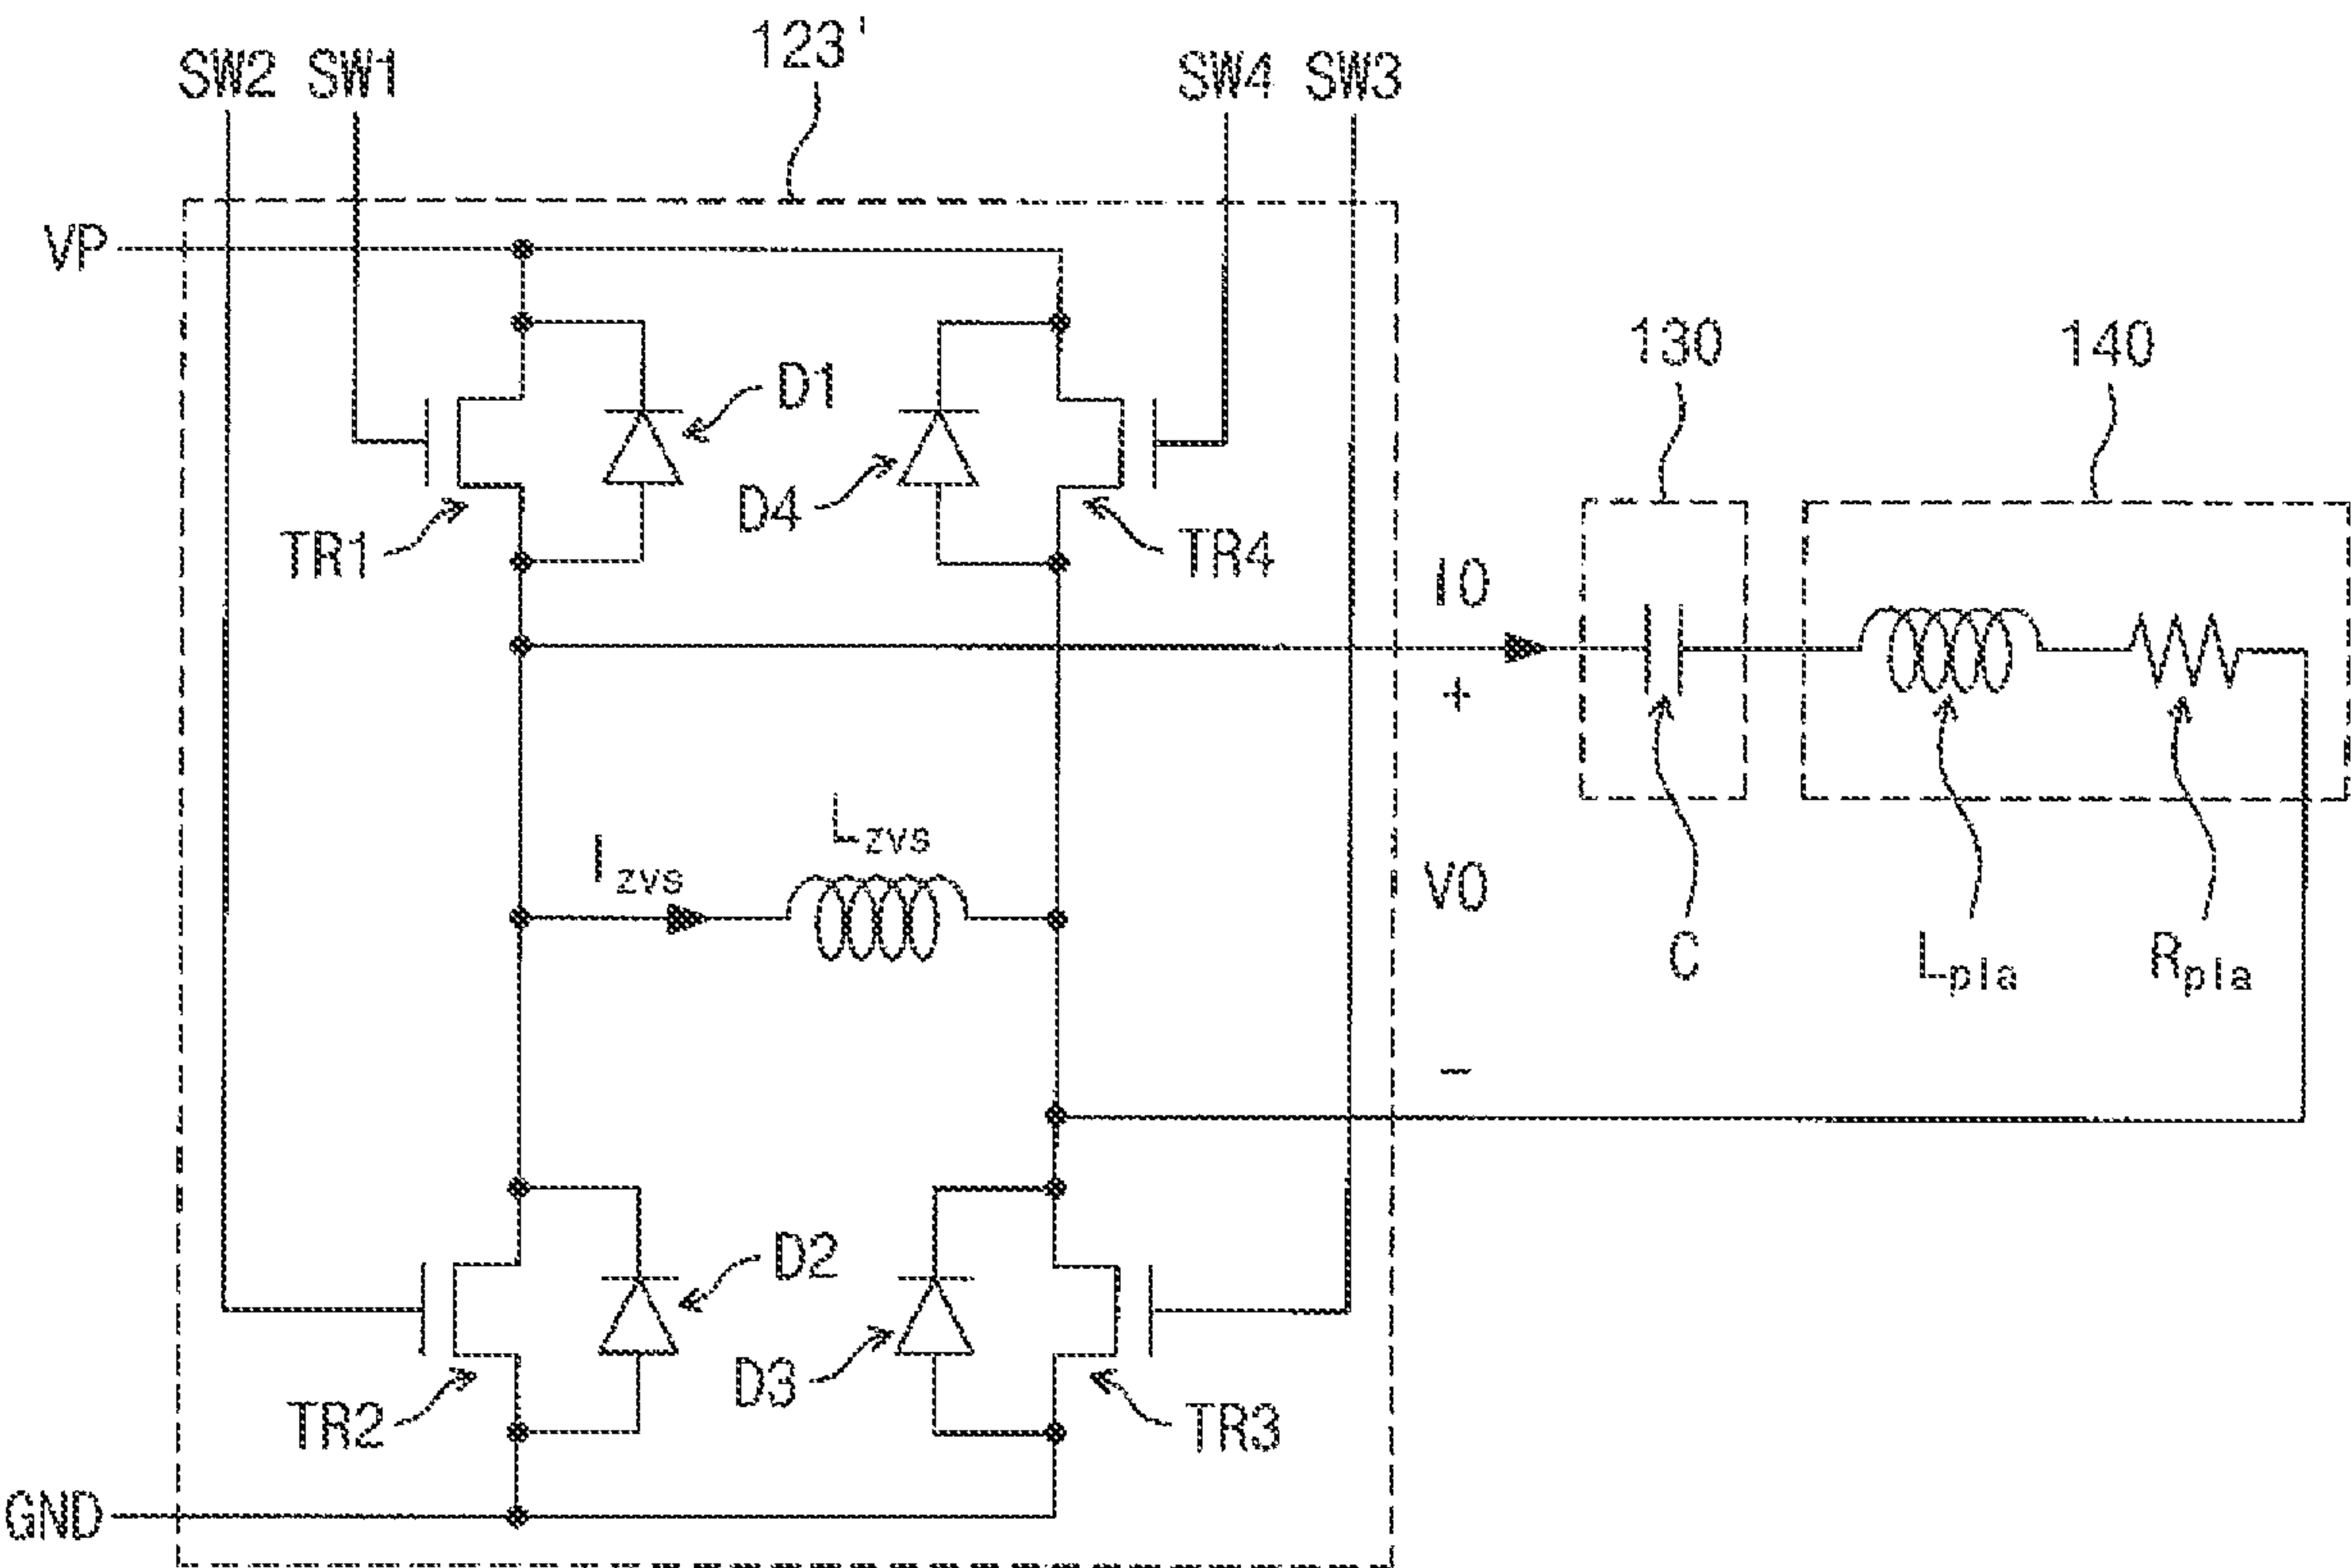 SW2 SW1
123'
SW4 SW3
VP
D1
D4
TR1
TR4
130
140
IO
+
Izvs
Lzvs
VO
C
Lpla
Rpla
−
D2
D3
TR2
TR3
GND